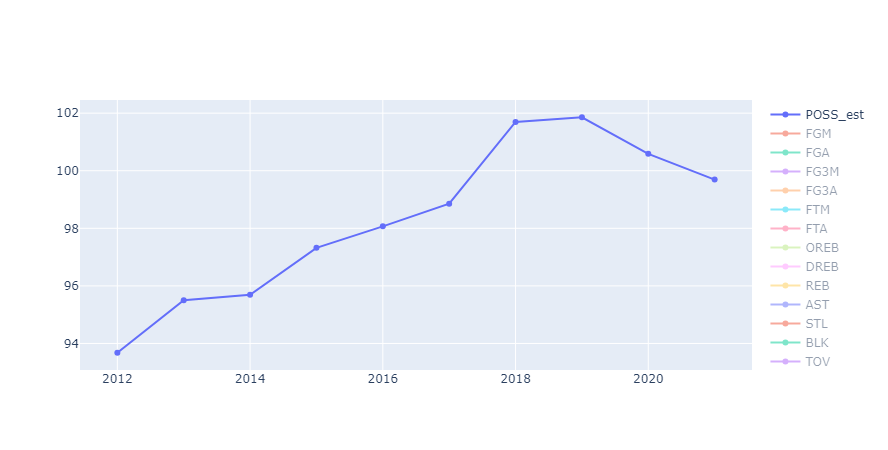 102
100
98
96
94
2012 2014 2016 2018 2020
POSS_est
FGM
FGA
FG3M
FG3A
FTM
FTA
OREB
DREB
REB
AST
STL
BLK
TOV